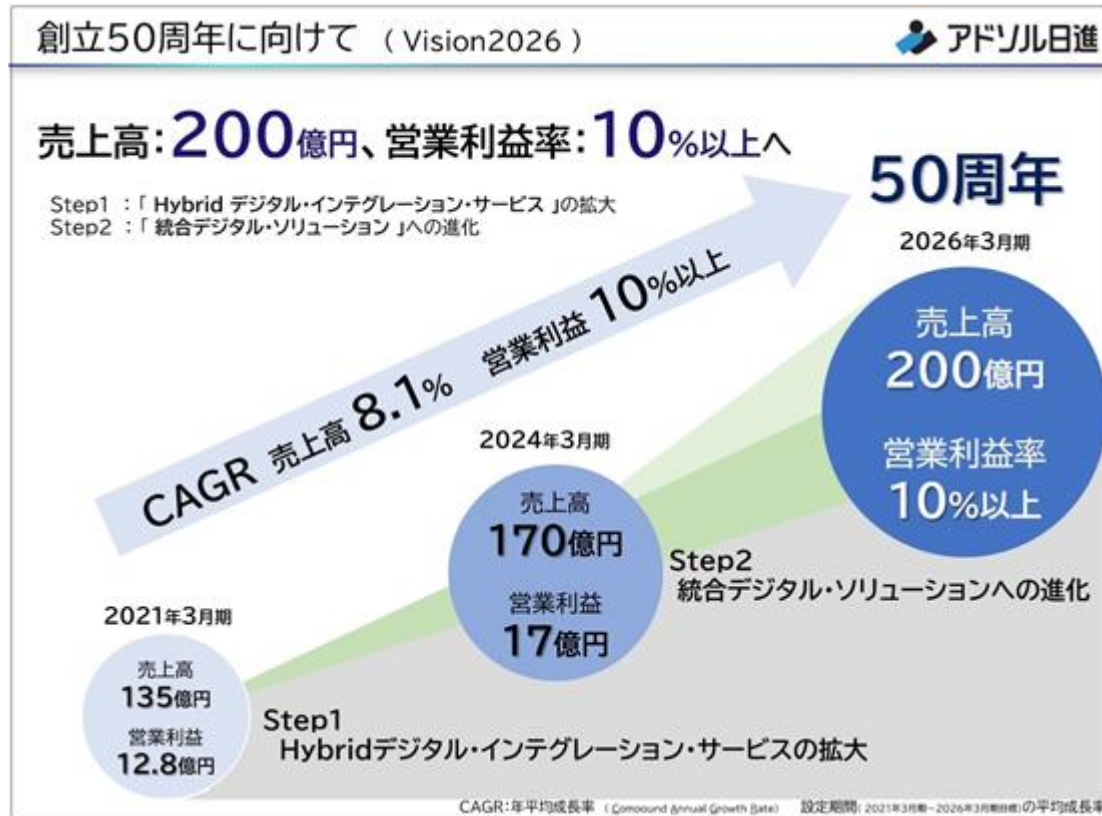 創立50周年に向けて （ Vision2026 ）
アドソル日進
売上高：200億円、営業利益率：10%以上へ
Step1 ：「 Hybrid デジタル・インテグレーション・サービス 」の拡大
Step2 ：「 統合デジタル・ソリューション 」への進化
50周年
2026年3月期
売上高
200億円
営業利益率
10%以上
CAGR 売上高 8.1% 営業利益 10%以上
2024年3月期
売上高
170億円
営業利益
17億円
Step2
統合デジタル・ソリューションへの進化
2021年3月期
売上高
135億円
営業利益
12.8億円
Step1
Hybridデジタル・インテグレーション・サービスの拡大
CAGR：年平均成長率 （ Compound Annual Growth Rate） 設定期間（2021年3月期~2026年3月期目標）の平均成長率